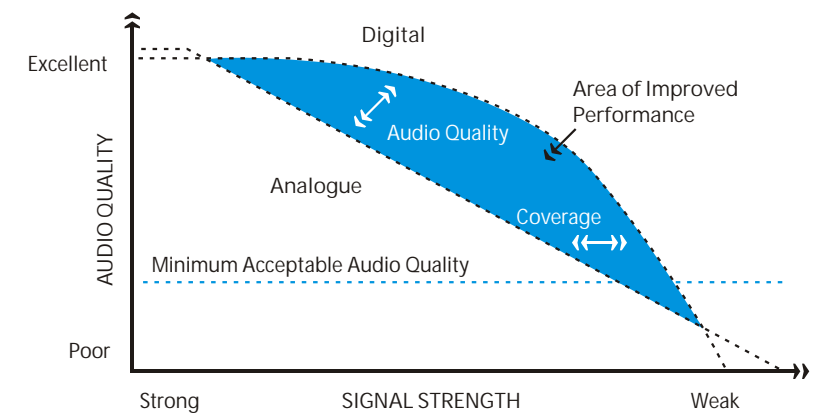 Digital
Excellent
Area of Improved
Performance
Audio Quality
Analogue
AUDIO QUALITY
Coverage
Minimum Acceptable Audio Quality
Poor
Strong
SIGNAL STRENGTH
Weak